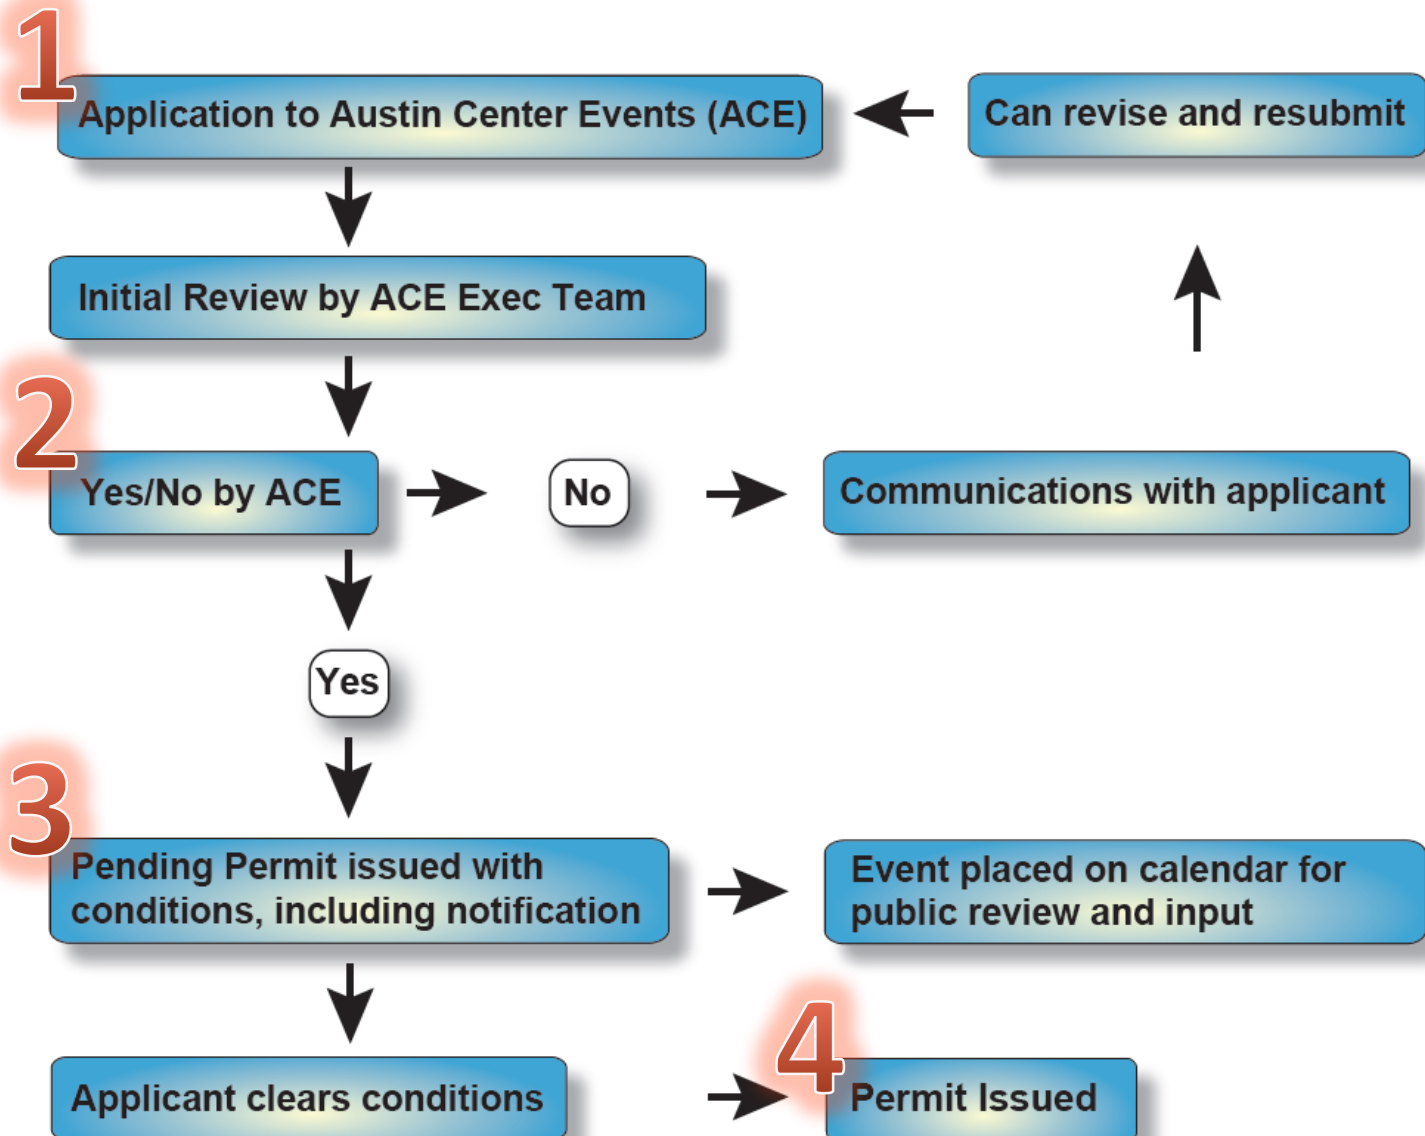 1
Application to Austin Center Events (ACE)
Can revise and resubmit
Initial Review by ACE Exec Team
2
Yes/No by ACE
No
Communications with applicant
Yes
3
Pending Permit issued with
conditions, including notification
Event placed on calendar for
public review and input
Applicant clears conditions
4
Permit Issued